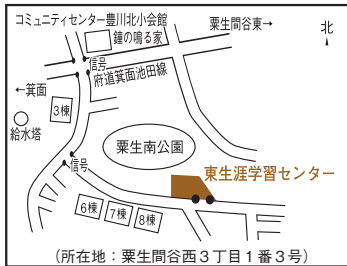 コミュニティセンター豊川北小会館
鐘の鳴る家
粟生間谷東→
北
信号
府道箕面池田線
←箕面
3棟
給水塔
粟生南公園
信号
東生涯学習センター
6棟
7棟
8棟
(所在地:粟生間谷西3丁目1番3号)